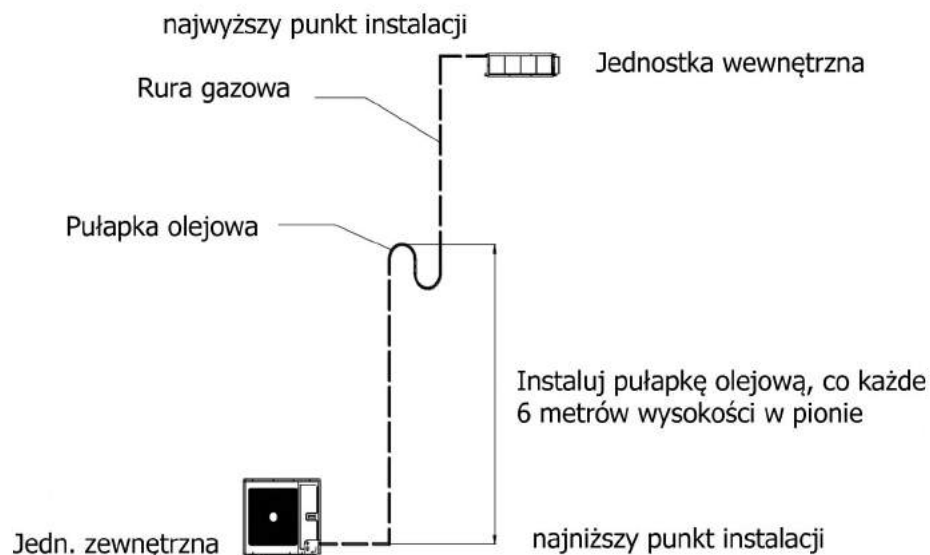 najwyższy punkt instalacji
Jednostka wewnętrzna
Rura gazowa
Pułapka olejowa
Instaluj pułapkę olejową, co każde
6 metrów wysokości w pionie
Jedn. zewnętrzna
najniższy punkt instalacji